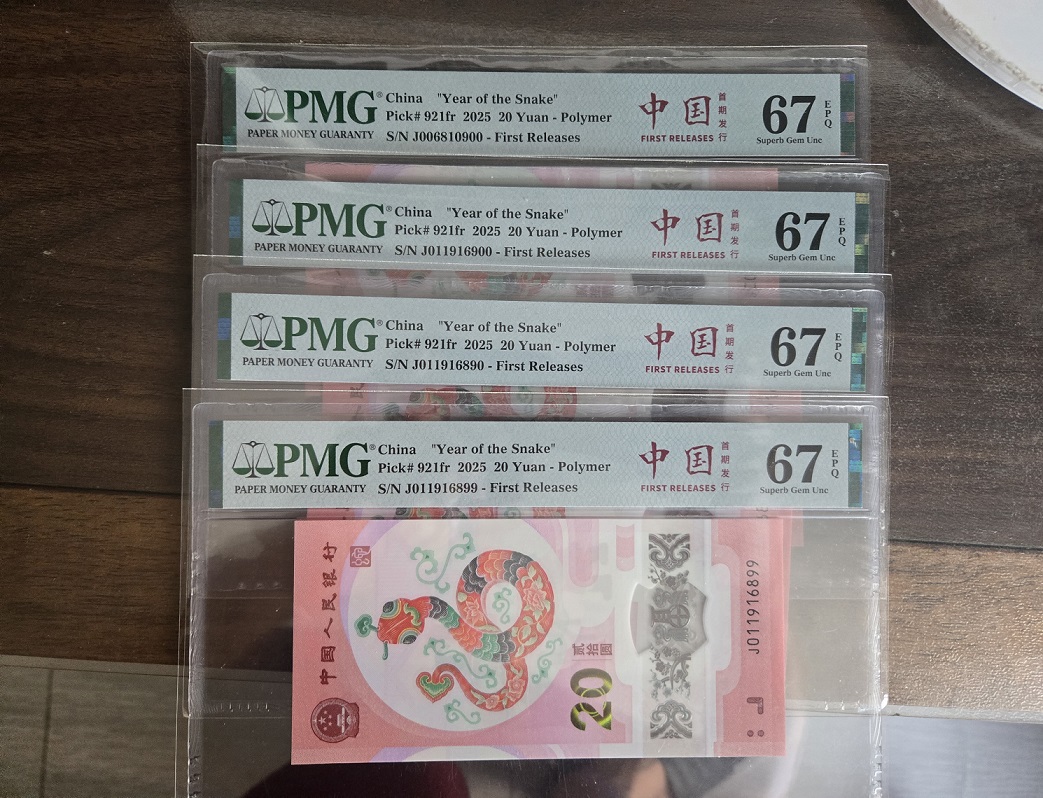 PMG®
PAPER MONEY GUARANTY
China "Year of the Snake"
Pick# 921fr 2025 20 Yuan - Polymer
S/N J006810900 - First Releases
中国
首期发行
FIRST RELEASES
67
EPQ
Superb Gem Unc
PMG®
PAPER MONEY GUARANTY
China "Year of the Snake"
Pick# 921fr 2025 20 Yuan - Polymer
S/N J011916900 - First Releases
中国
首期发行
FIRST RELEASES
67
EPQ
Superb Gem Unc
PMG®
PAPER MONEY GUARANTY
China "Year of the Snake"
Pick# 921fr 2025 20 Yuan - Polymer
S/N J011916890 - First Releases
中国
首期发行
FIRST RELEASES
67
EPQ
Superb Gem Unc
PMG®
PAPER MONEY GUARANTY
China "Year of the Snake"
Pick# 921fr 2025 20 Yuan - Polymer
S/N J011916899 - First Releases
中国
首期发行
FIRST RELEASES
67
EPQ
Superb Gem Unc
中国人民银行
贰拾圆
20
J011916899